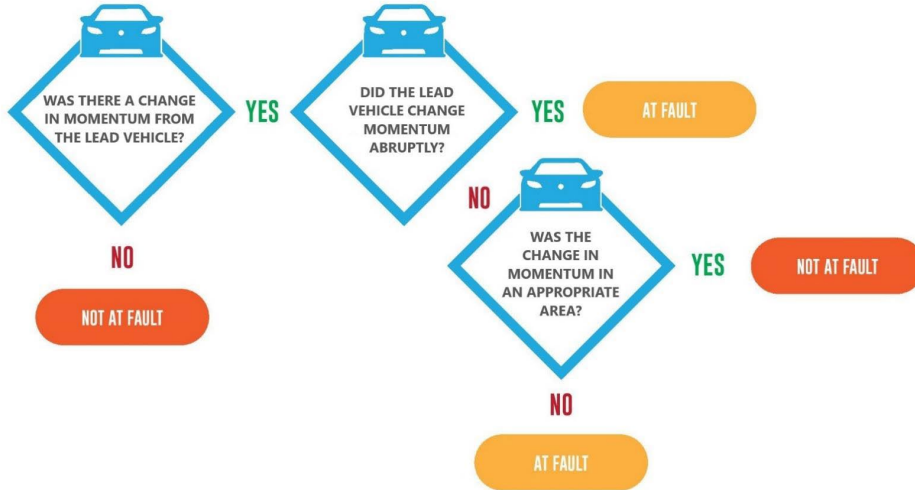 WAS THERE A CHANGE
IN MOMENTUM FROM
THE LEAD VEHICLE?
YES
DID THE LEAD
VEHICLE CHANGE
MOMENTUM
ABRUPTLY?
YES
AT FAULT
NO
NO
WAS THE
CHANGE IN
MOMENTUM IN
AN APPROPRIATE
AREA?
YES
NOT AT FAULT
NOT AT FAULT
NO
AT FAULT